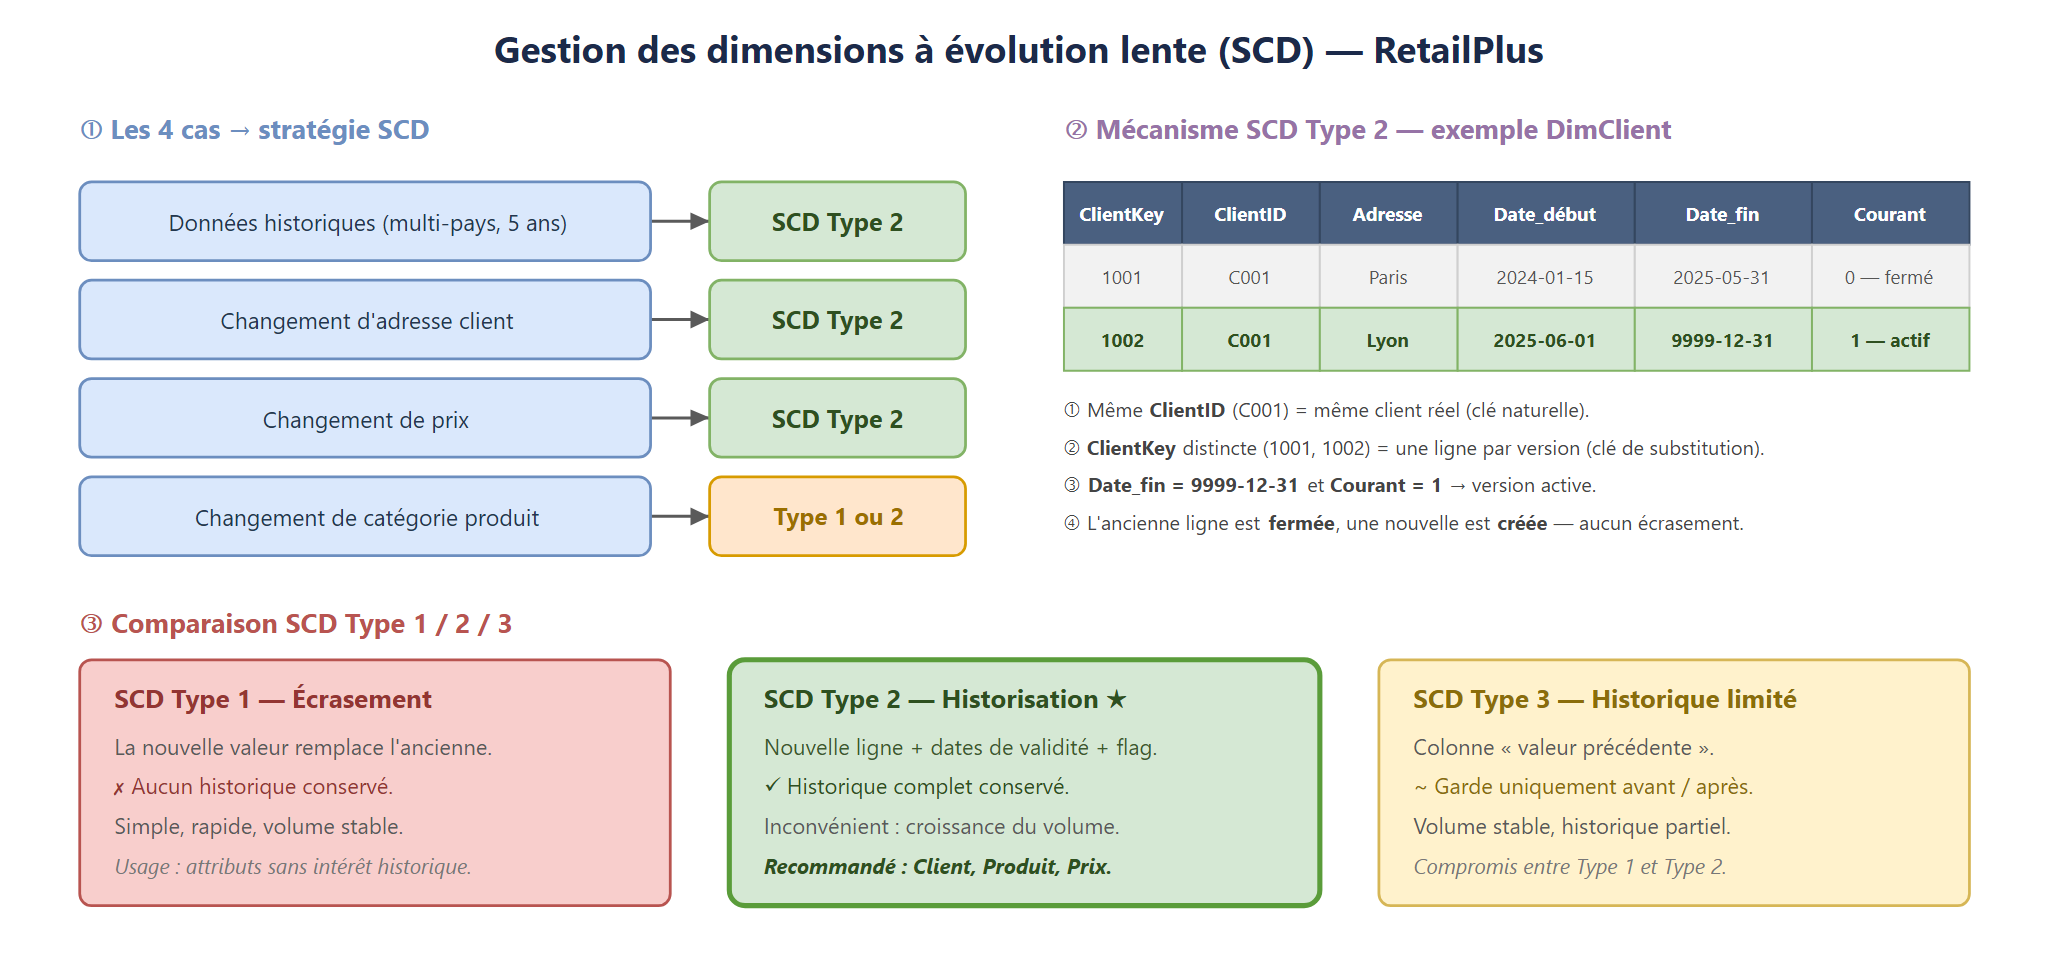 Gestion des dimensions à évolution lente (SCD) — RetailPlus
① Les 4 cas → stratégie SCD
Données historiques (multi-pays, 5 ans)
SCD Type 2
Changement d'adresse client
SCD Type 2
Changement de prix
SCD Type 2
Changement de catégorie produit
Type 1 ou 2
② Mécanisme SCD Type 2 — exemple DimClient
ClientKey ClientID Adresse Date_début Date_fin Courant
1001 C001 Paris 2024-01-15 2025-05-31 0 — fermé
1002 C001 Lyon 2025-06-01 9999-12-31 1 — actif
① Même ClientID (C001) = même client réel (clé naturelle).
② ClientKey distincte (1001, 1002) = une ligne par version (clé de substitution).
③ Date_fin = 9999-12-31 et Courant = 1 → version active.
④ L'ancienne ligne est fermée, une nouvelle est créée — aucun écrasement.
③ Comparaison SCD Type 1 / 2 / 3
SCD Type 1 — Écrasement
La nouvelle valeur remplace l'ancienne.
✗ Aucun historique conservé.
Simple, rapide, volume stable.
Usage : attributs sans intérêt historique.
SCD Type 2 — Historisation ★
Nouvelle ligne + dates de validité + flag.
✓ Historique complet conservé.
Inconvénient : croissance du volume.
Recommandé : Client, Produit, Prix.
SCD Type 3 — Historique limité
Colonne « valeur précédente ».
~ Garde uniquement avant / après.
Volume stable, historique partiel.
Compromis entre Type 1 et Type 2.